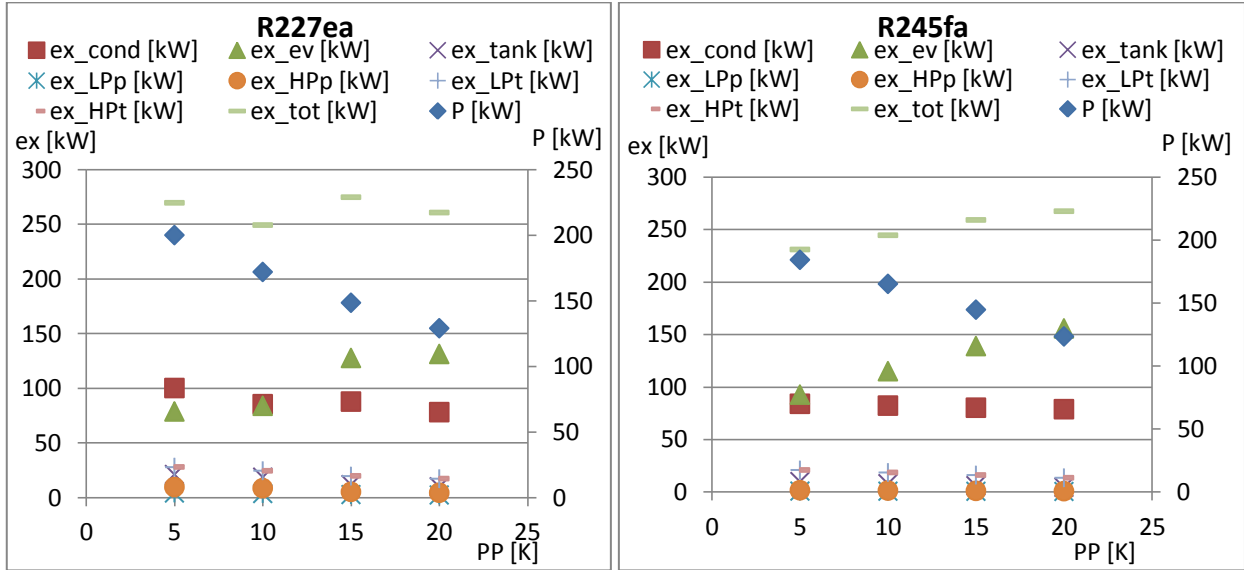 R227ea
ex_cond [kW] ex_ev [kW] ex_tank [kW]
ex_LPp [kW] ex_HPp [kW] ex_LPt [kW]
ex_HPt [kW] ex_tot [kW] P [kW]
ex [kW] P [kW]
300 250
250
200
200
150
150
100
100
50
50
0 0
0 5 10 15 20 25
PP [K]
R245fa
ex_cond [kW] ex_ev [kW] ex_tank [kW]
ex_LPp [kW] ex_HPp [kW] ex_LPt [kW]
ex_HPt [kW] ex_tot [kW] P [kW]
ex [kW] P [kW]
300 250
250
200
200
150
150
100
100
50
50
0 0
0 5 10 15 20 25
PP [K]